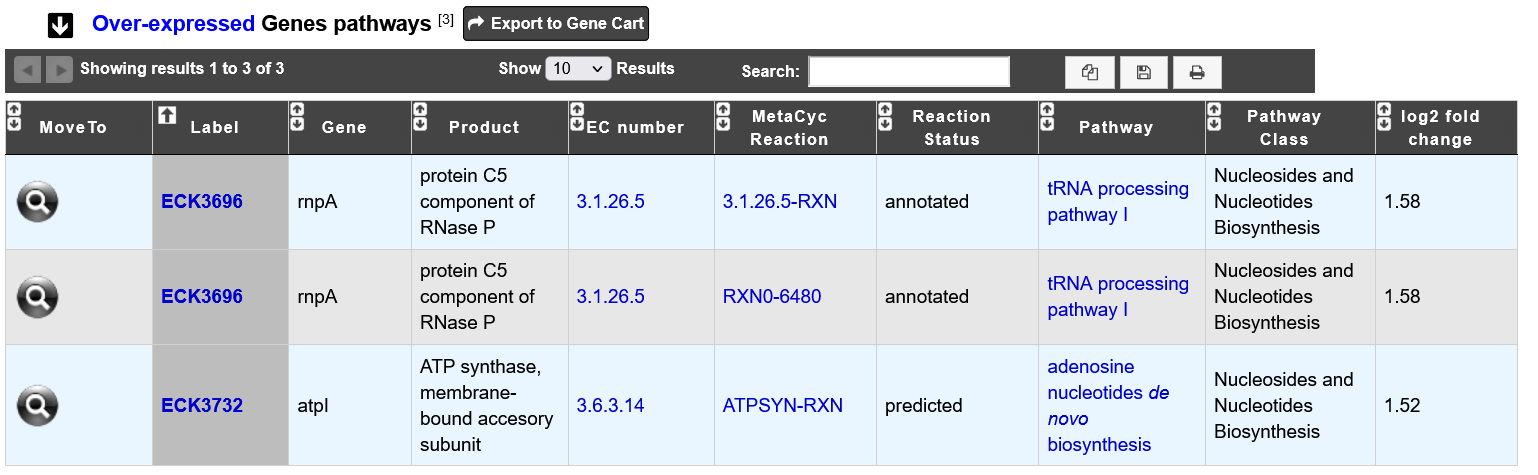 Over-expressed Genes pathways [3] Export to Gene Cart
Showing results 1 to 3 of 3 Show 10 Results Search:
MoveTo Label Gene Product EC number MetaCyc Reaction Reaction Status Pathway Pathway Class log2 fold change
ECK3696 rnpA protein C5 component of RNase P 3.1.26.5 3.1.26.5-RXN annotated tRNA processing pathway I Nucleosides and Nucleotides Biosynthesis 1.58
ECK3696 rnpA protein C5 component of RNase P 3.1.26.5 RXN0-6480 annotated tRNA processing pathway I Nucleosides and Nucleotides Biosynthesis 1.58
ECK3732 atpI ATP synthase, membrane-bound accesory subunit 3.6.3.14 ATPSYN-RXN predicted adenosine nucleotides de novo biosynthesis Nucleosides and Nucleotides Biosynthesis 1.52